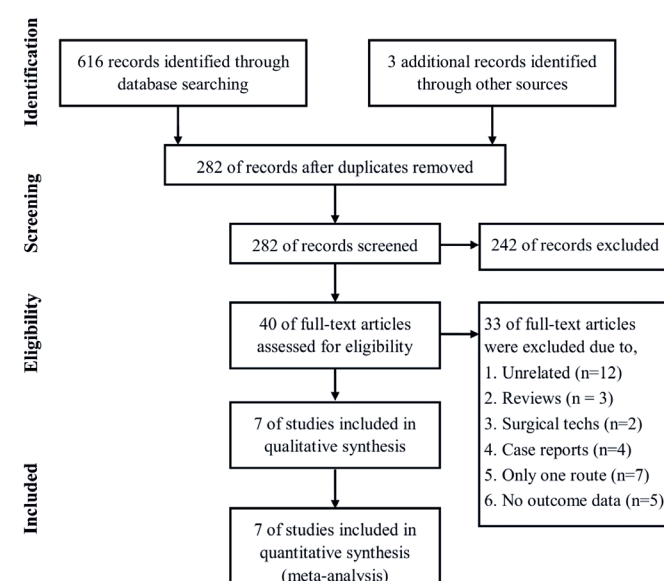 Identification
616 records identified through
database searching
3 additional records identified
through other sources
282 of records after duplicates removed
Screening
282 of records screened
242 of records excluded
Eligibility
40 of full-text articles
assessed for eligibility
33 of full-text articles
were excluded due to,
1. Unrelated (n=12)
2. Reviews (n = 3)
3. Surgical techs (n=2)
4. Case reports (n=4)
5. Only one route (n=7)
6. No outcome data (n=5)
7 of studies included in
qualitative synthesis
Included
7 of studies included in
quantitative synthesis
(meta-analysis)